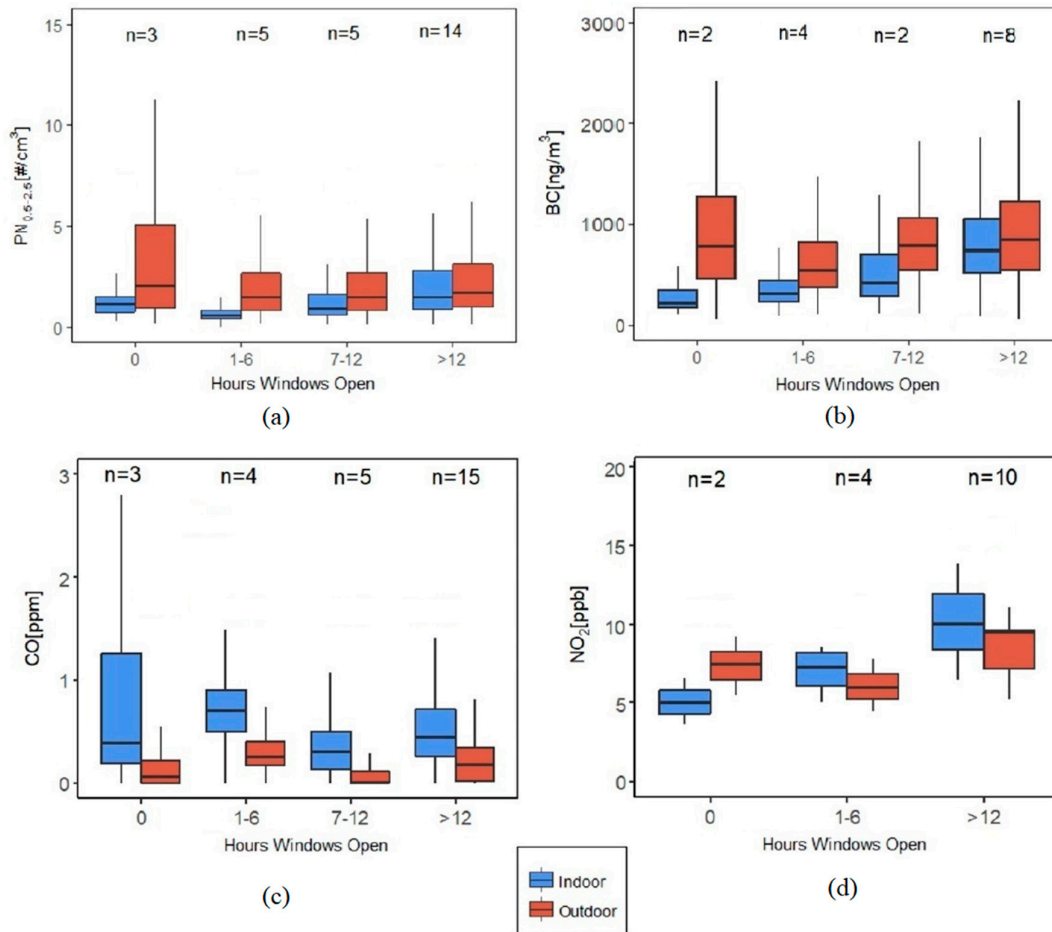 15
n=3 n=5 n=5 n=14
10
5
0
PN0.5-2.5[#/cm3]
0 1-6 7-12 >12
Hours Windows Open
(a)
3000
n=2 n=4 n=2 n=8
2000
1000
0
BC[ng/m3]
0 1-6 7-12 >12
Hours Windows Open
(b)
3
n=3 n=4 n=5 n=15
2
1
0
CO[ppm]
0 1-6 7-12 >12
Hours Windows Open
(c)
20
n=2 n=4 n=10
15
10
5
0
NO2[ppb]
0 1-6 >12
Hours Windows Open
(d)
Indoor
Outdoor